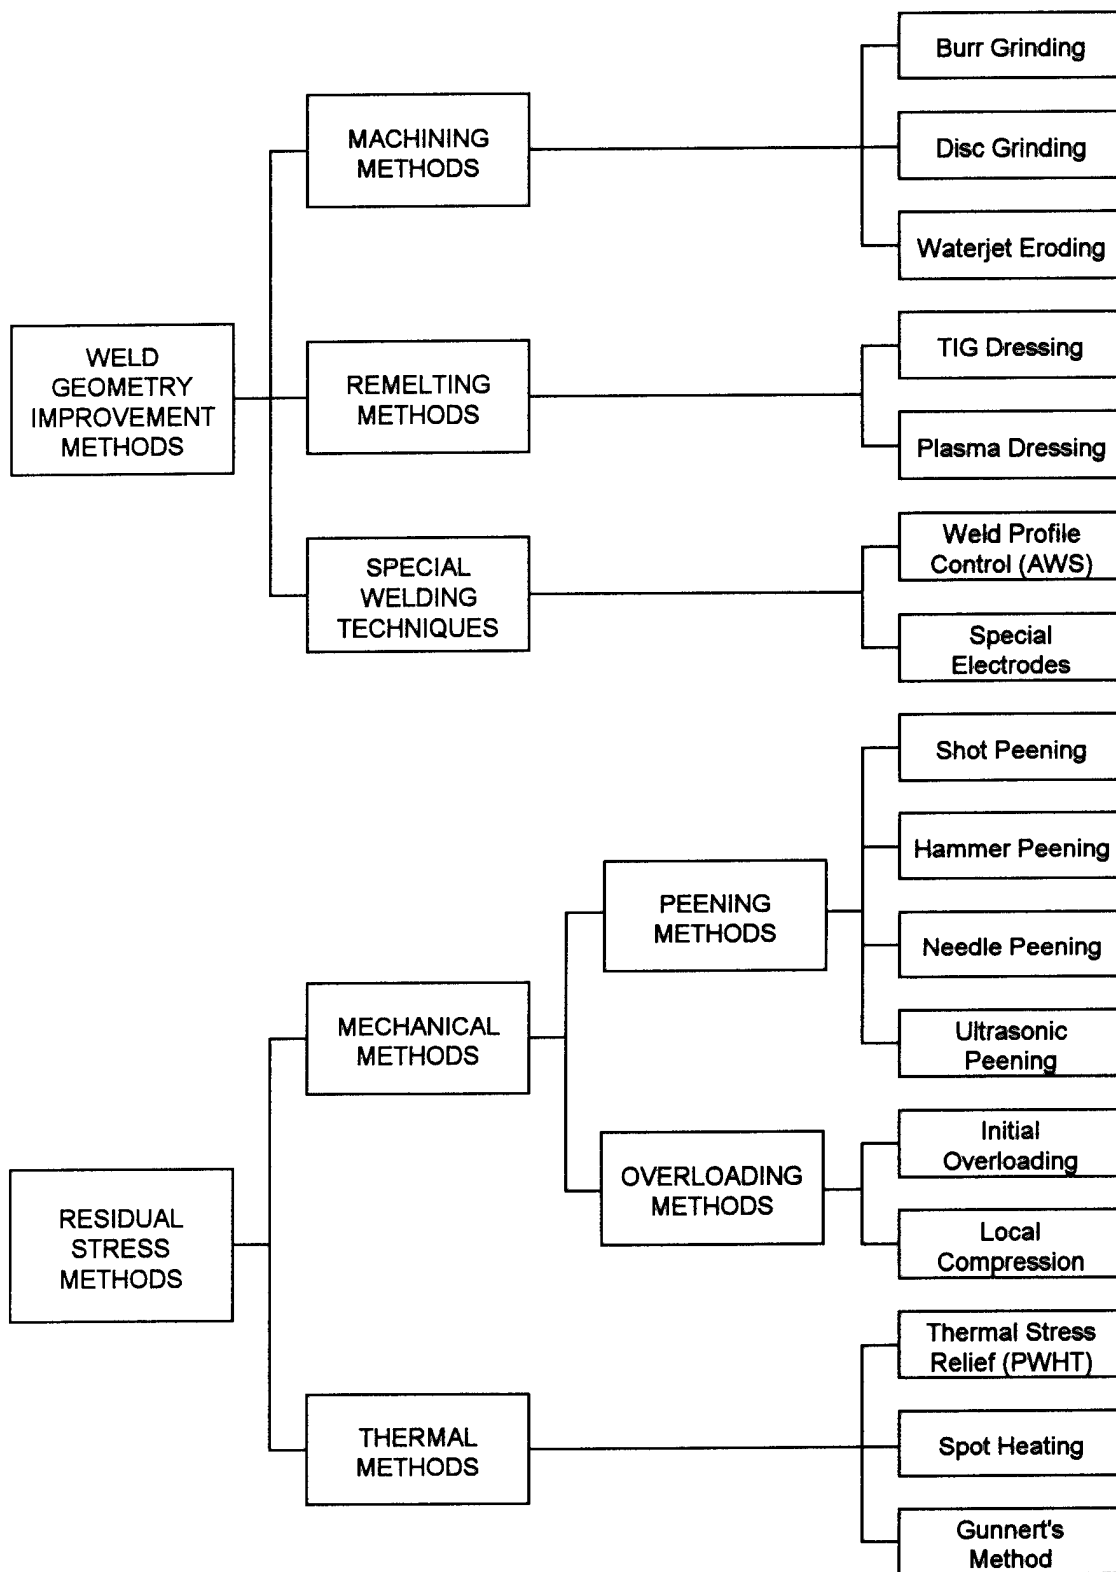 WELD
GEOMETRY
IMPROVEMENT
METHODS
MACHINING
METHODS
Burr Grinding
Disc Grinding
Waterjet Eroding
REMELTING
METHODS
TIG Dressing
Plasma Dressing
SPECIAL
WELDING
TECHNIQUES
Weld Profile
Control (AWS)
Special
Electrodes
RESIDUAL
STRESS
METHODS
MECHANICAL
METHODS
PEENING
METHODS
Shot Peening
Hammer Peening
Needle Peening
Ultrasonic
Peening
OVERLOADING
METHODS
Initial
Overloading
Local
Compression
THERMAL
METHODS
Thermal Stress
Relief (PWHT)
Spot Heating
Gunnert's
Method